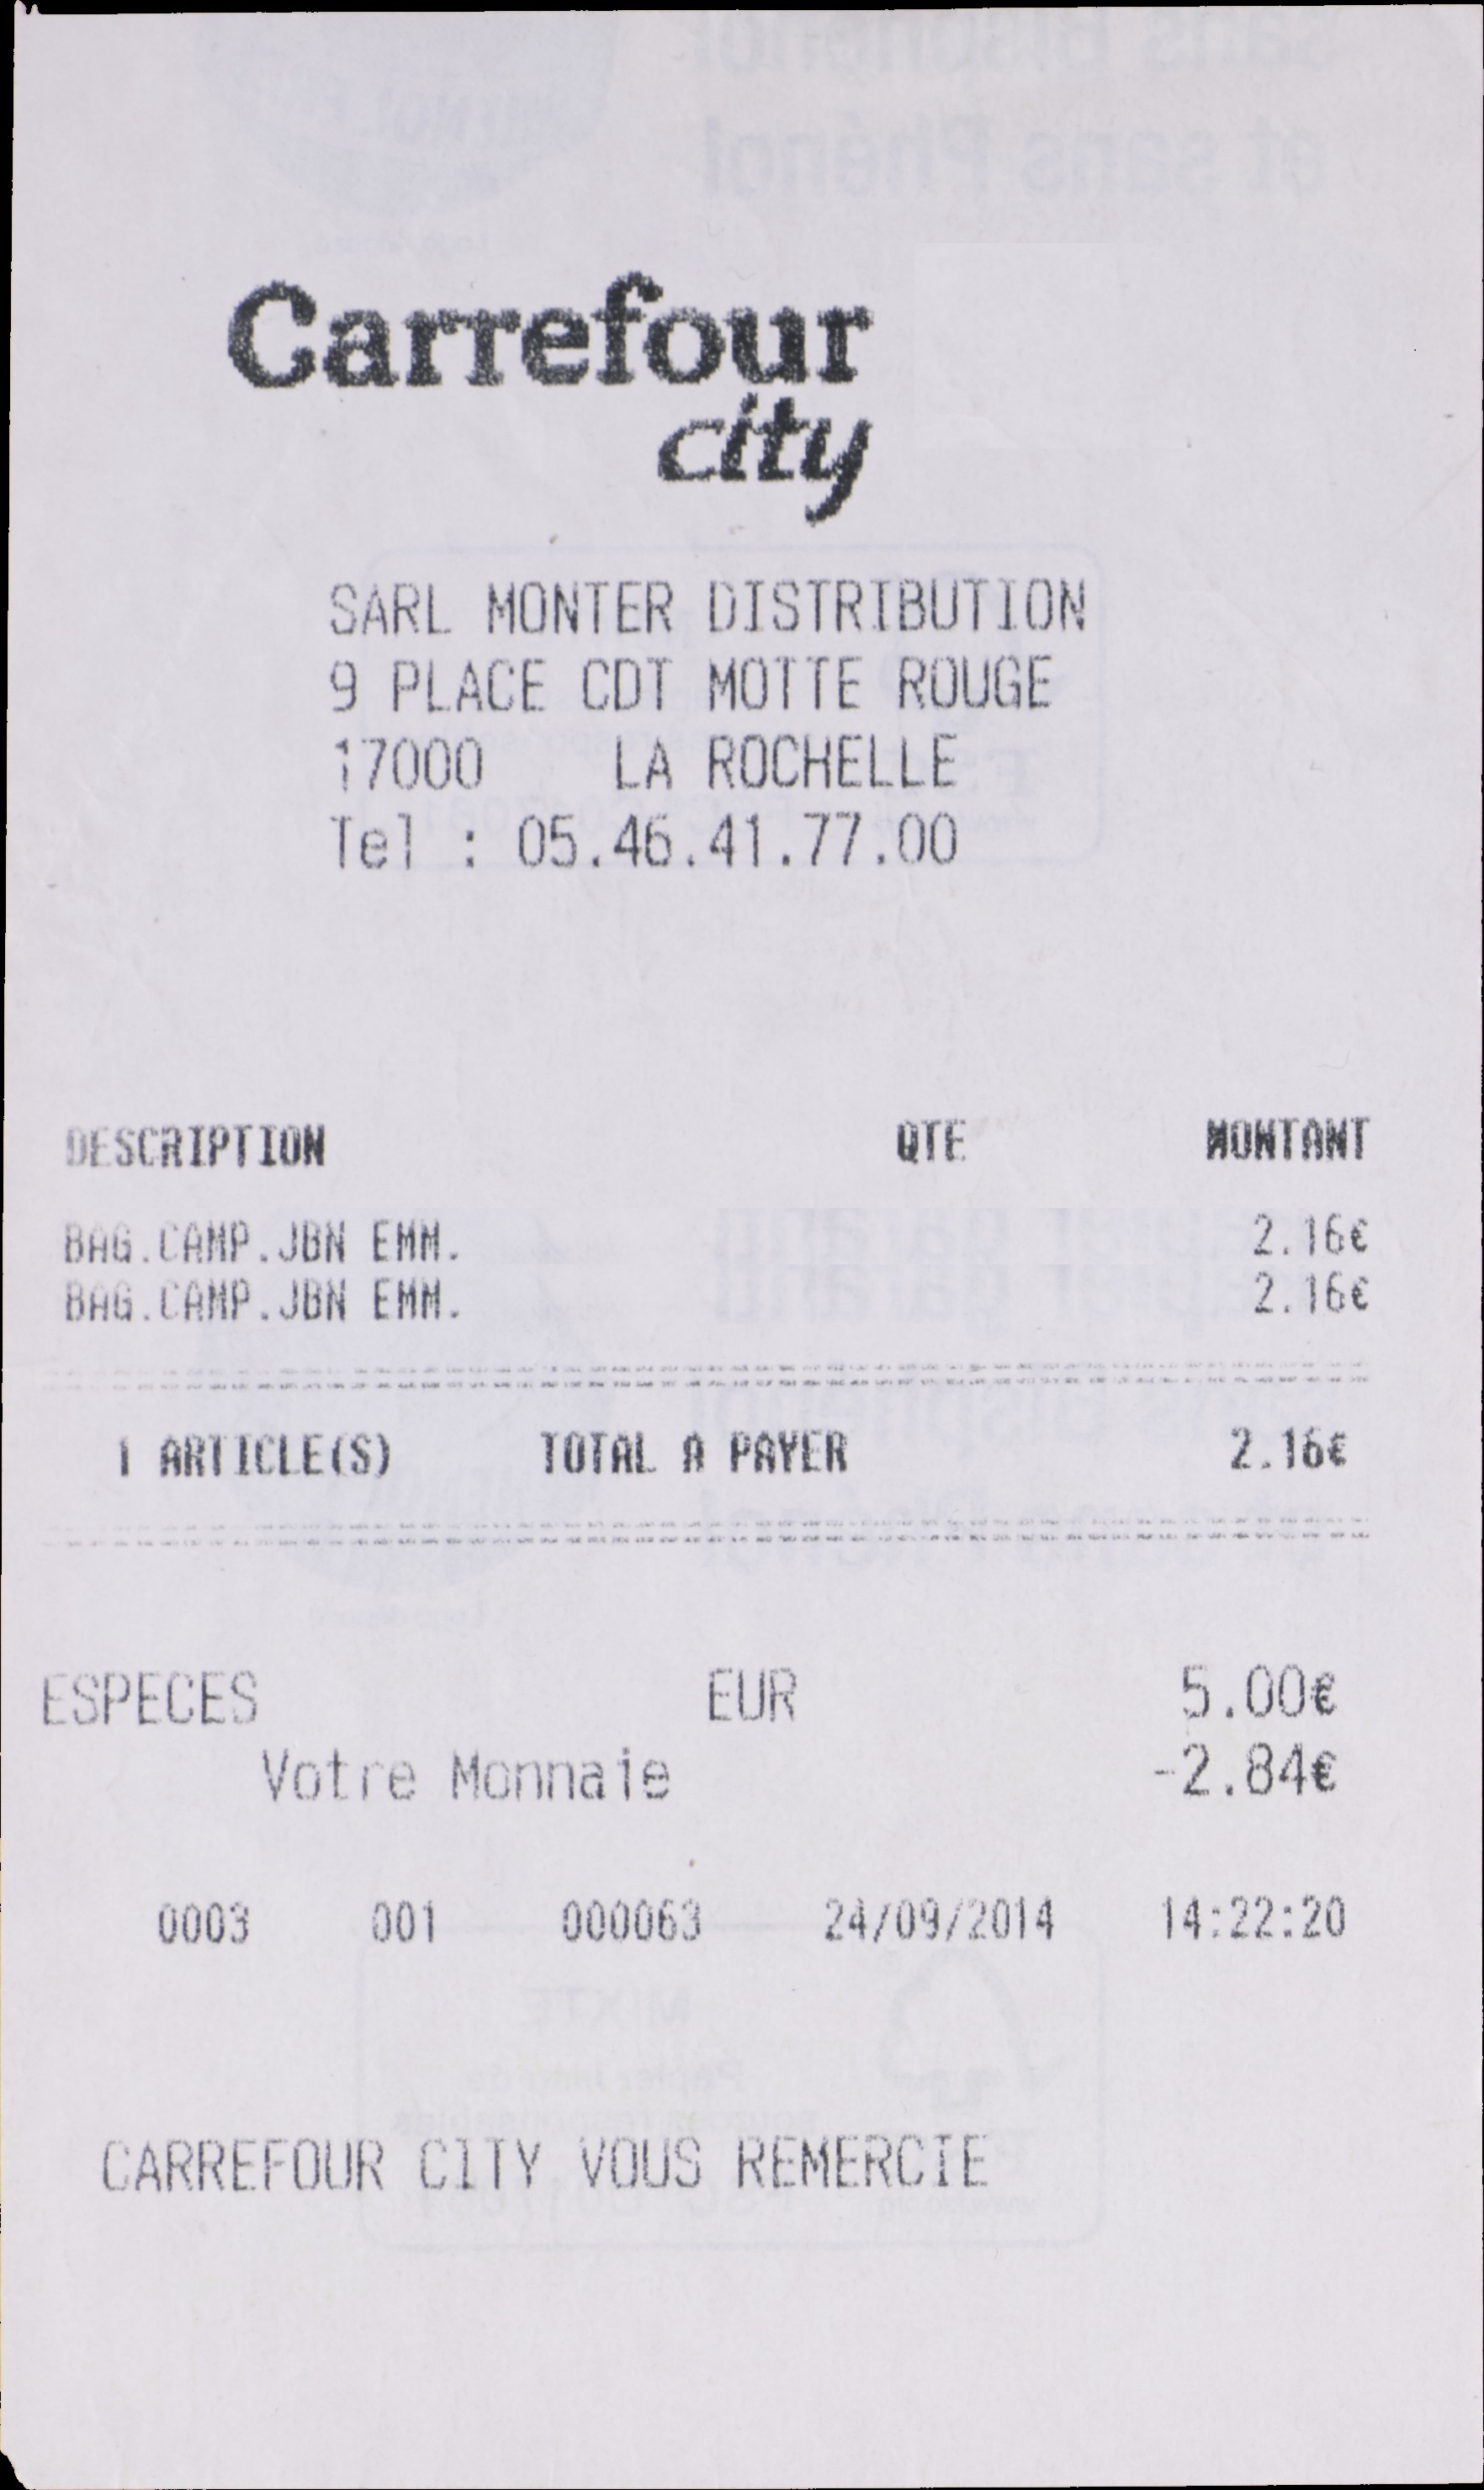 Carrefour
city
SARL MONTER DISTRIBUTION
9 PLACE CDT MOTTE ROUGE
17000 LA ROCHELLE
Tel : 05.46.41.77.00
DESCRIPTION QTE MONTANT
BAG.CAMP.JBN EMM. 2.16€
BAG.CAMP.JBN EMM. 2.16€
1 ARTICLE(S) TOTAL A PAYER 2.16€
ESPECES EUR 5.00€
Votre Monnaie -2.84€
0003 001 000063 24/09/2014 14:22:20
CARREFOUR CITY VOUS REMERCIE